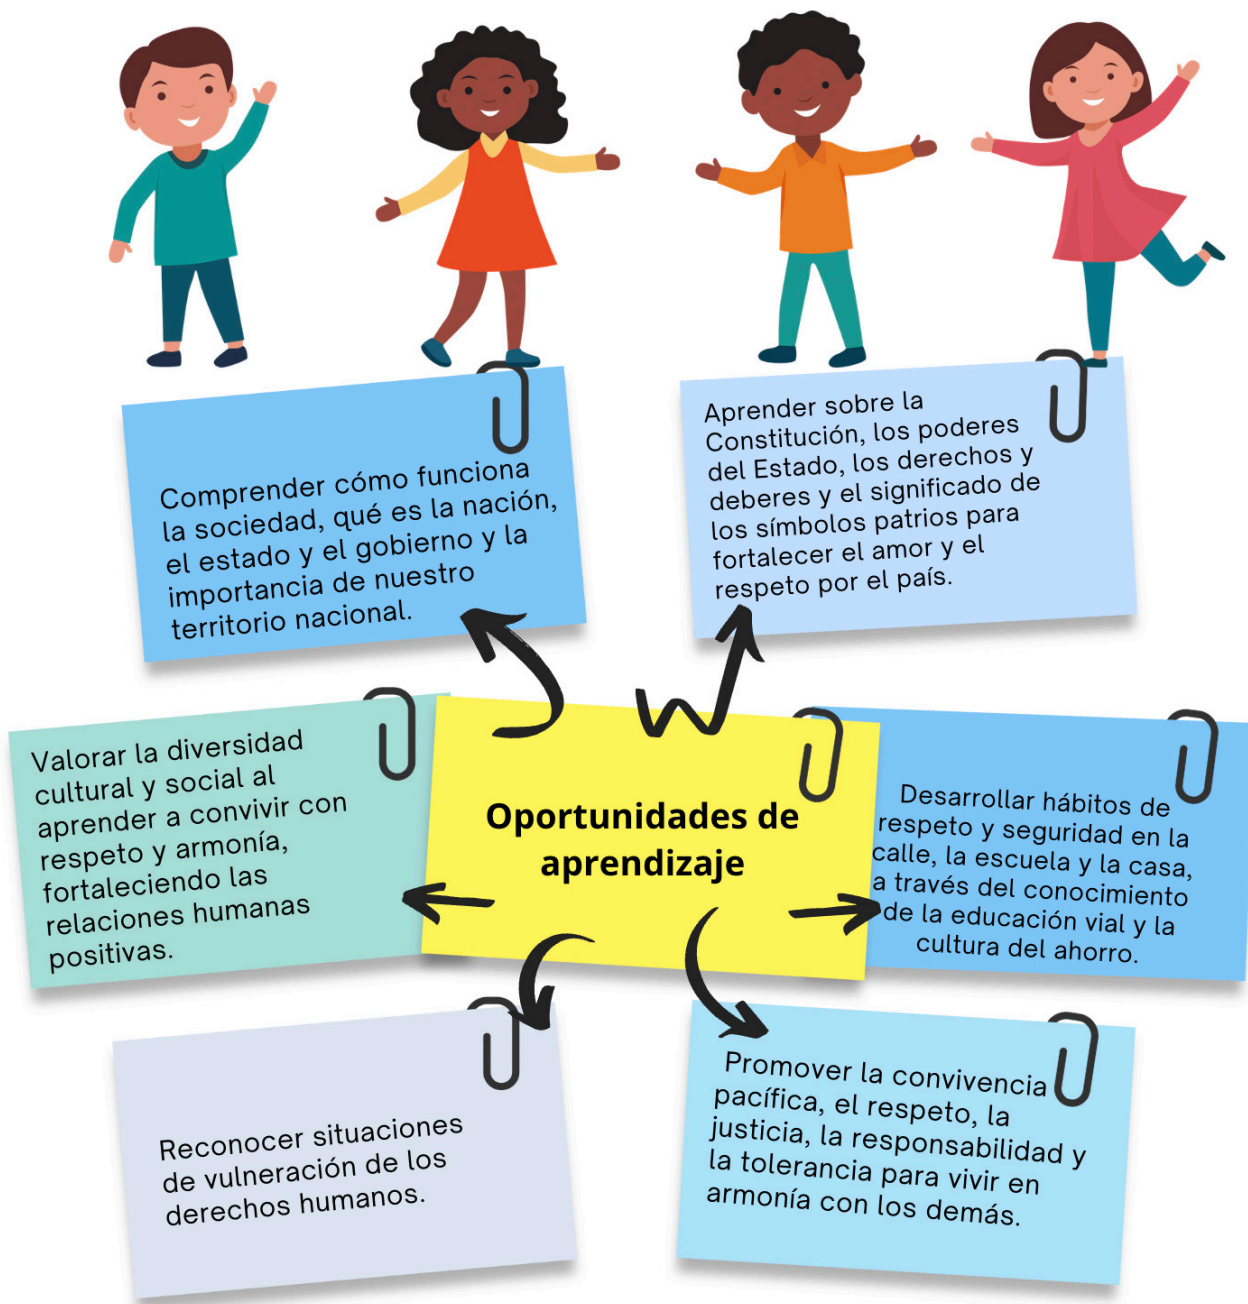 Comprender cómo funciona
la sociedad, qué es la nación,
el estado y el gobierno y la
importancia de nuestro
territorio nacional.
Aprender sobre la
Constitución, los poderes
del Estado, los derechos y
deberes y el significado de
los símbolos patrios para
fortalecer el amor y el
respeto por el país.
Valorar la diversidad
cultural y social al
aprender a convivir con
respeto y armonía,
fortaleciendo las
relaciones humanas
positivas.
Oportunidades de
aprendizaje
Desarrollar hábitos de
respeto y seguridad en la
calle, la escuela y la casa,
a través del conocimiento
de la educación vial y la
cultura del ahorro.
Reconocer situaciones
de vulneración de los
derechos humanos.
Promover la convivencia
pacífica, el respeto, la
justicia, la responsabilidad y
la tolerancia para vivir en
armonía con los demás.